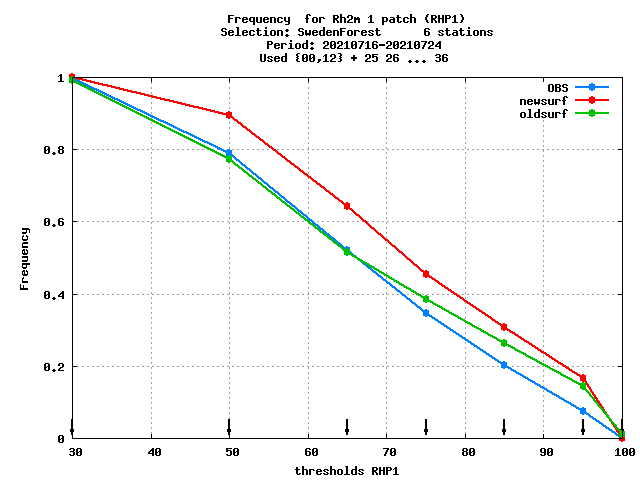 Frequency  for Rh2m 1 patch (RHP1)
Selection: SwedenForest      6 stations
Period: 20210716-20210724
Used {00,12} + 25 26 ... 36
OBS
newsurf
oldsurf
1
0.8
0.6
0.4
0.2
0
Frequency
30 40 50 60 70 80 90 100
thresholds RHP1